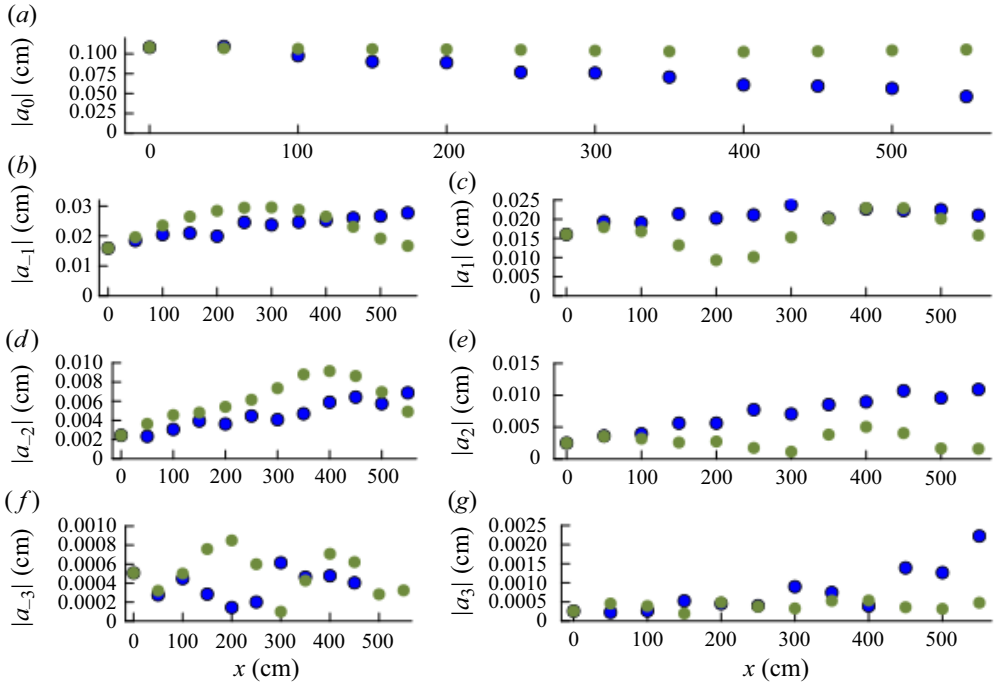 (a)
|a₀| (cm)
0.100
0.075
0.050
0.025
0
0 100 200 300 400 500
(b)
|a₋₁| (cm)
0.03
0.02
0.01
0
0 100 200 300 400 500
(c)
|a₁| (cm)
0.025
0.020
0.015
0.010
0.005
0
0 100 200 300 400 500
(d)
|a₋₂| (cm)
0.010
0.008
0.006
0.004
0.002
0
0 100 200 300 400 500
(e)
|a₂| (cm)
0.015
0.010
0.005
0
0 100 200 300 400 500
(f)
|a₋₃| (cm)
0.0010
0.0008
0.0006
0.0004
0.0002
0
0 100 200 300 400 500
x (cm)
(g)
|a₃| (cm)
0.0025
0.0020
0.0015
0.0010
0.0005
0
0 100 200 300 400 500
x (cm)